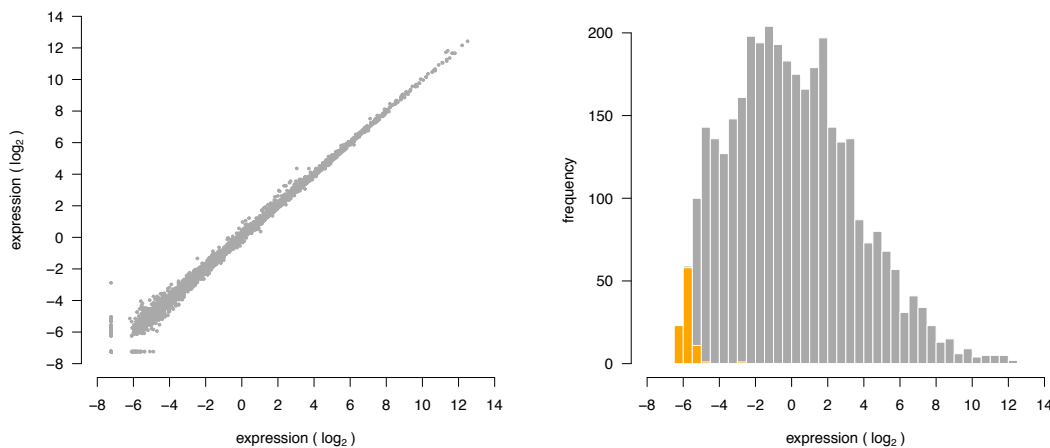 14
12
10
8
6
4
2
0
−2
−4
−6
−8
expression ( log₂ )
−8 −6 −4 −2 0 2 4 6 8 10 12 14
expression ( log₂ )
200
150
100
50
0
frequency
−8 −6 −4 −2 0 2 4 6 8 10 12 14
expression ( log₂ )